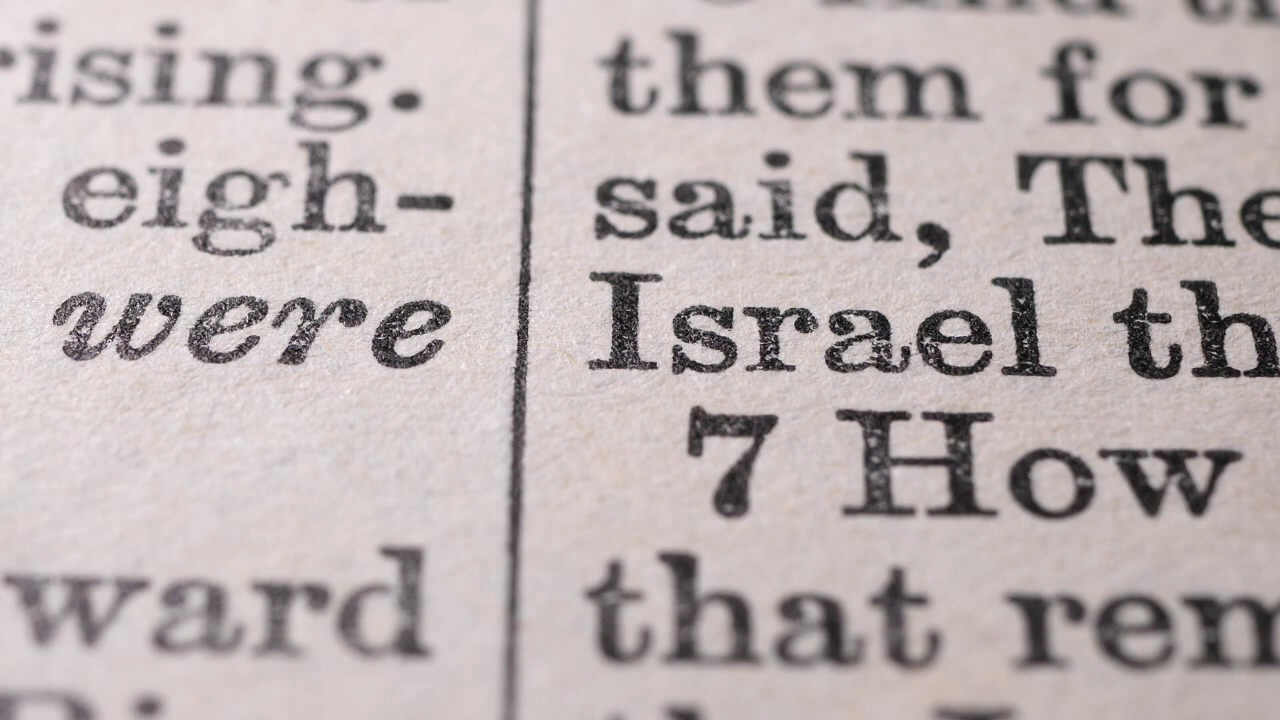 rising.
eigh-
were
ward
them for
said, The
Israel th
7 How
that rem